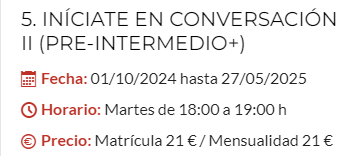 5. INÍCIATE EN CONVERSACIÓN
II (PRE-INTERMEDIO+)
Fecha: 01/10/2024 hasta 27/05/2025
Horario: Martes de 18:00 a 19:00 h
Precio: Matrícula 21 € / Mensualidad 21 €